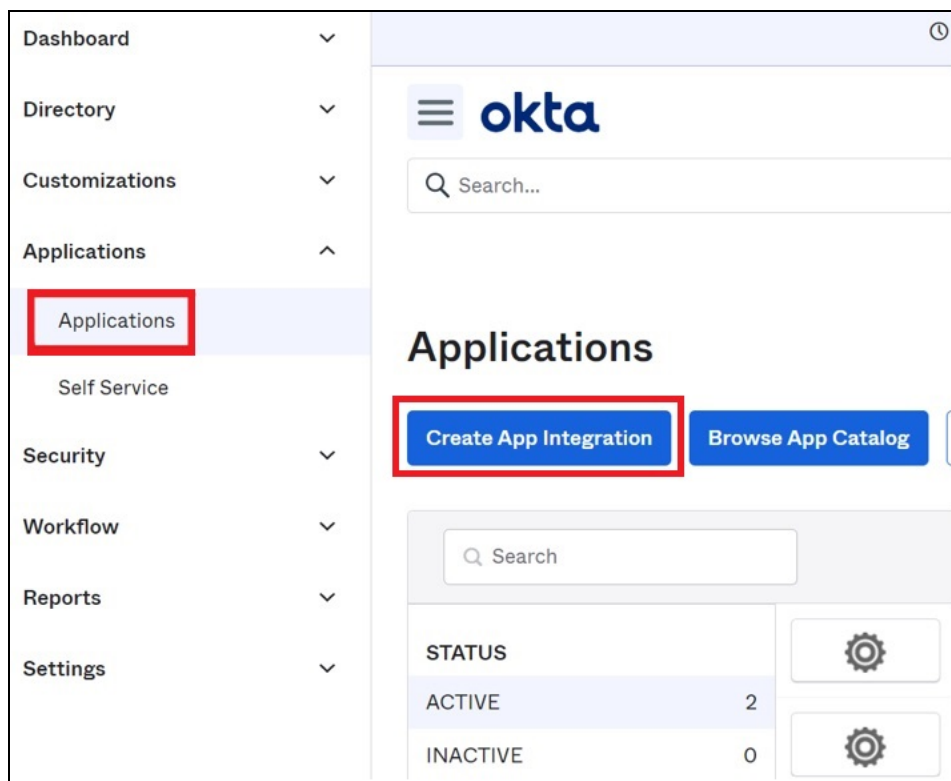 Dashboard
Directory
Customizations
Applications
Applications
Self Service
Security
Workflow
Reports
Settings
okta
Search...
Applications
Create App Integration
Browse App Catalog
Search
STATUS
ACTIVE 2
INACTIVE 0